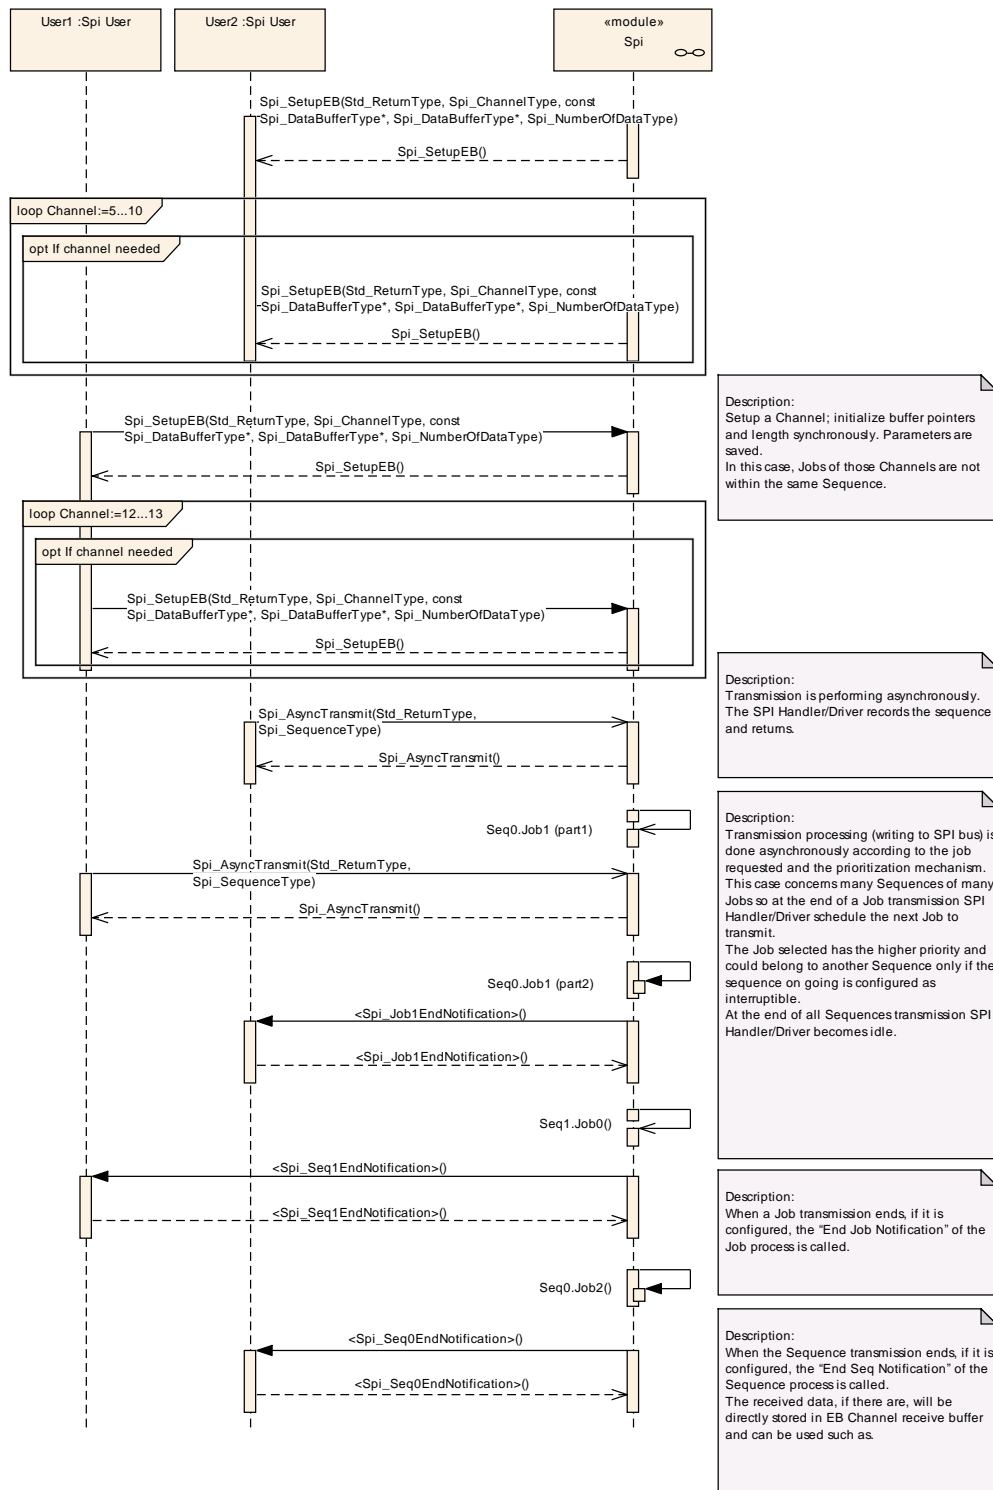 User1 :Spi User
User2 :Spi User
«module»
Spi
Spi_SetupEB(Std_ReturnType, Spi_ChannelType, const
Spi_DataBufferType*, Spi_DataBufferType*, Spi_NumberOfDataType)
Spi_SetupEB()
loop Channel:=5...10
opt If channel needed
Spi_SetupEB(Std_ReturnType, Spi_ChannelType, const
Spi_DataBufferType*, Spi_DataBufferType*, Spi_NumberOfDataType)
Spi_SetupEB()
Description:
Setup a Channel; initialize buffer pointers
and length synchronously. Parameters are
saved.
In this case, Jobs of those Channels are not
within the same Sequence.
Spi_SetupEB(Std_ReturnType, Spi_ChannelType, const
Spi_DataBufferType*, Spi_DataBufferType*, Spi_NumberOfDataType)
Spi_SetupEB()
loop Channel:=12...13
opt If channel needed
Spi_SetupEB(Std_ReturnType, Spi_ChannelType, const
Spi_DataBufferType*, Spi_DataBufferType*, Spi_NumberOfDataType)
Spi_SetupEB()
Description:
Transmission is performing asynchronously.
The SPI Handler/Driver records the sequence
and returns.
Spi_AsyncTransmit(Std_ReturnType,
Spi_SequenceType)
Spi_AsyncTransmit()
Seq0.Job1 (part1)
Description:
Transmission processing (writing to SPI bus) is
done asynchronously according to the job
requested and the prioritization mechanism.
This case concerns many Sequences of many
Jobs so at the end of a Job transmission SPI
Handler/Driver schedule the next Job to
transmit.
The Job selected has the higher priority and
could belong to another Sequence only if the
sequence on going is configured as
interruptible.
At the end of all Sequences transmission SPI
Handler/Driver becomes idle.
Spi_AsyncTransmit(Std_ReturnType,
Spi_SequenceType)
Spi_AsyncTransmit()
Seq0.Job1 (part2)
<Spi_Job1EndNotification>()
<Spi_Job1EndNotification>()
Seq1.Job0()
<Spi_Seq1EndNotification>()
<Spi_Seq1EndNotification>()
Description:
When a Job transmission ends, if it is
configured, the “End Job Notification” of the
Job process is called.
Seq0.Job2()
<Spi_Seq0EndNotification>()
<Spi_Seq0EndNotification>()
Description:
When the Sequence transmission ends, if it is
configured, the “End Seq Notification” of the
Sequence process is called.
The received data, if there are, will be
directly stored in EB Channel receive buffer
and can be used such as.